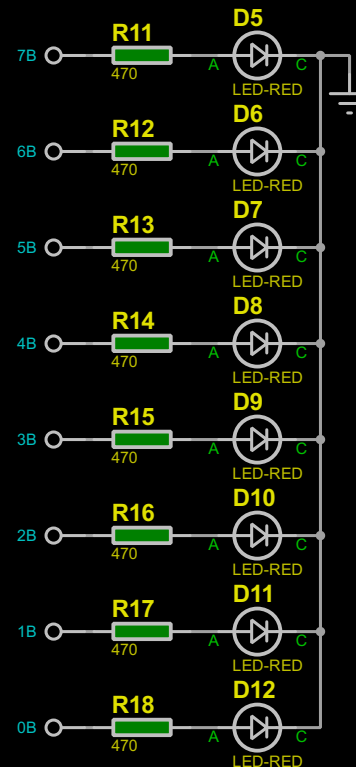 R11 D5
7B A C
470 LED-RED
R12 D6
6B A C
470 LED-RED
R13 D7
5B A C
470 LED-RED
R14 D8
4B A C
470 LED-RED
R15 D9
3B A C
470 LED-RED
R16 D10
2B A C
470 LED-RED
R17 D11
1B A C
470 LED-RED
R18 D12
0B A C
470 LED-RED